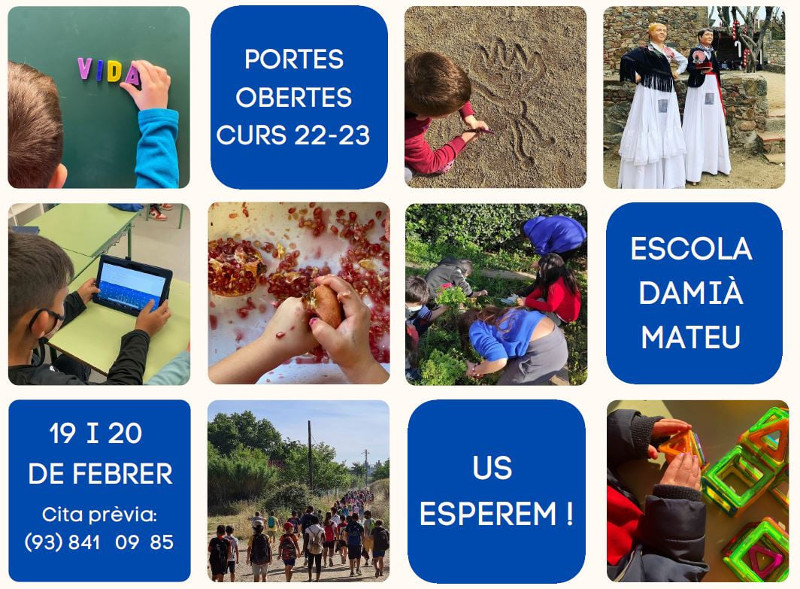 VIDA
PORTES
OBERTES
CURS 22-23
ESCOLA
DAMIÀ
MATEU
19 I 20
DE FEBRER
Cita prèvia:
(93) 841 09 85
US
ESPEREM !